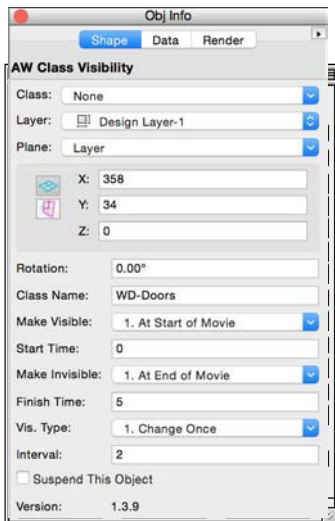 Obj Info
Shape Data Render
AW Class Visibility
Class: None
Layer: Design Layer-1
Plane: Layer
X: 358
Y: 34
Z: 0
Rotation: 0.00°
Class Name: WD-Doors
Make Visible: 1. At Start of Movie
Start Time: 0
Make Invisible: 1. At End of Movie
Finish Time: 5
Vis. Type: 1. Change Once
Interval: 2
Suspend This Object
Version: 1.3.9